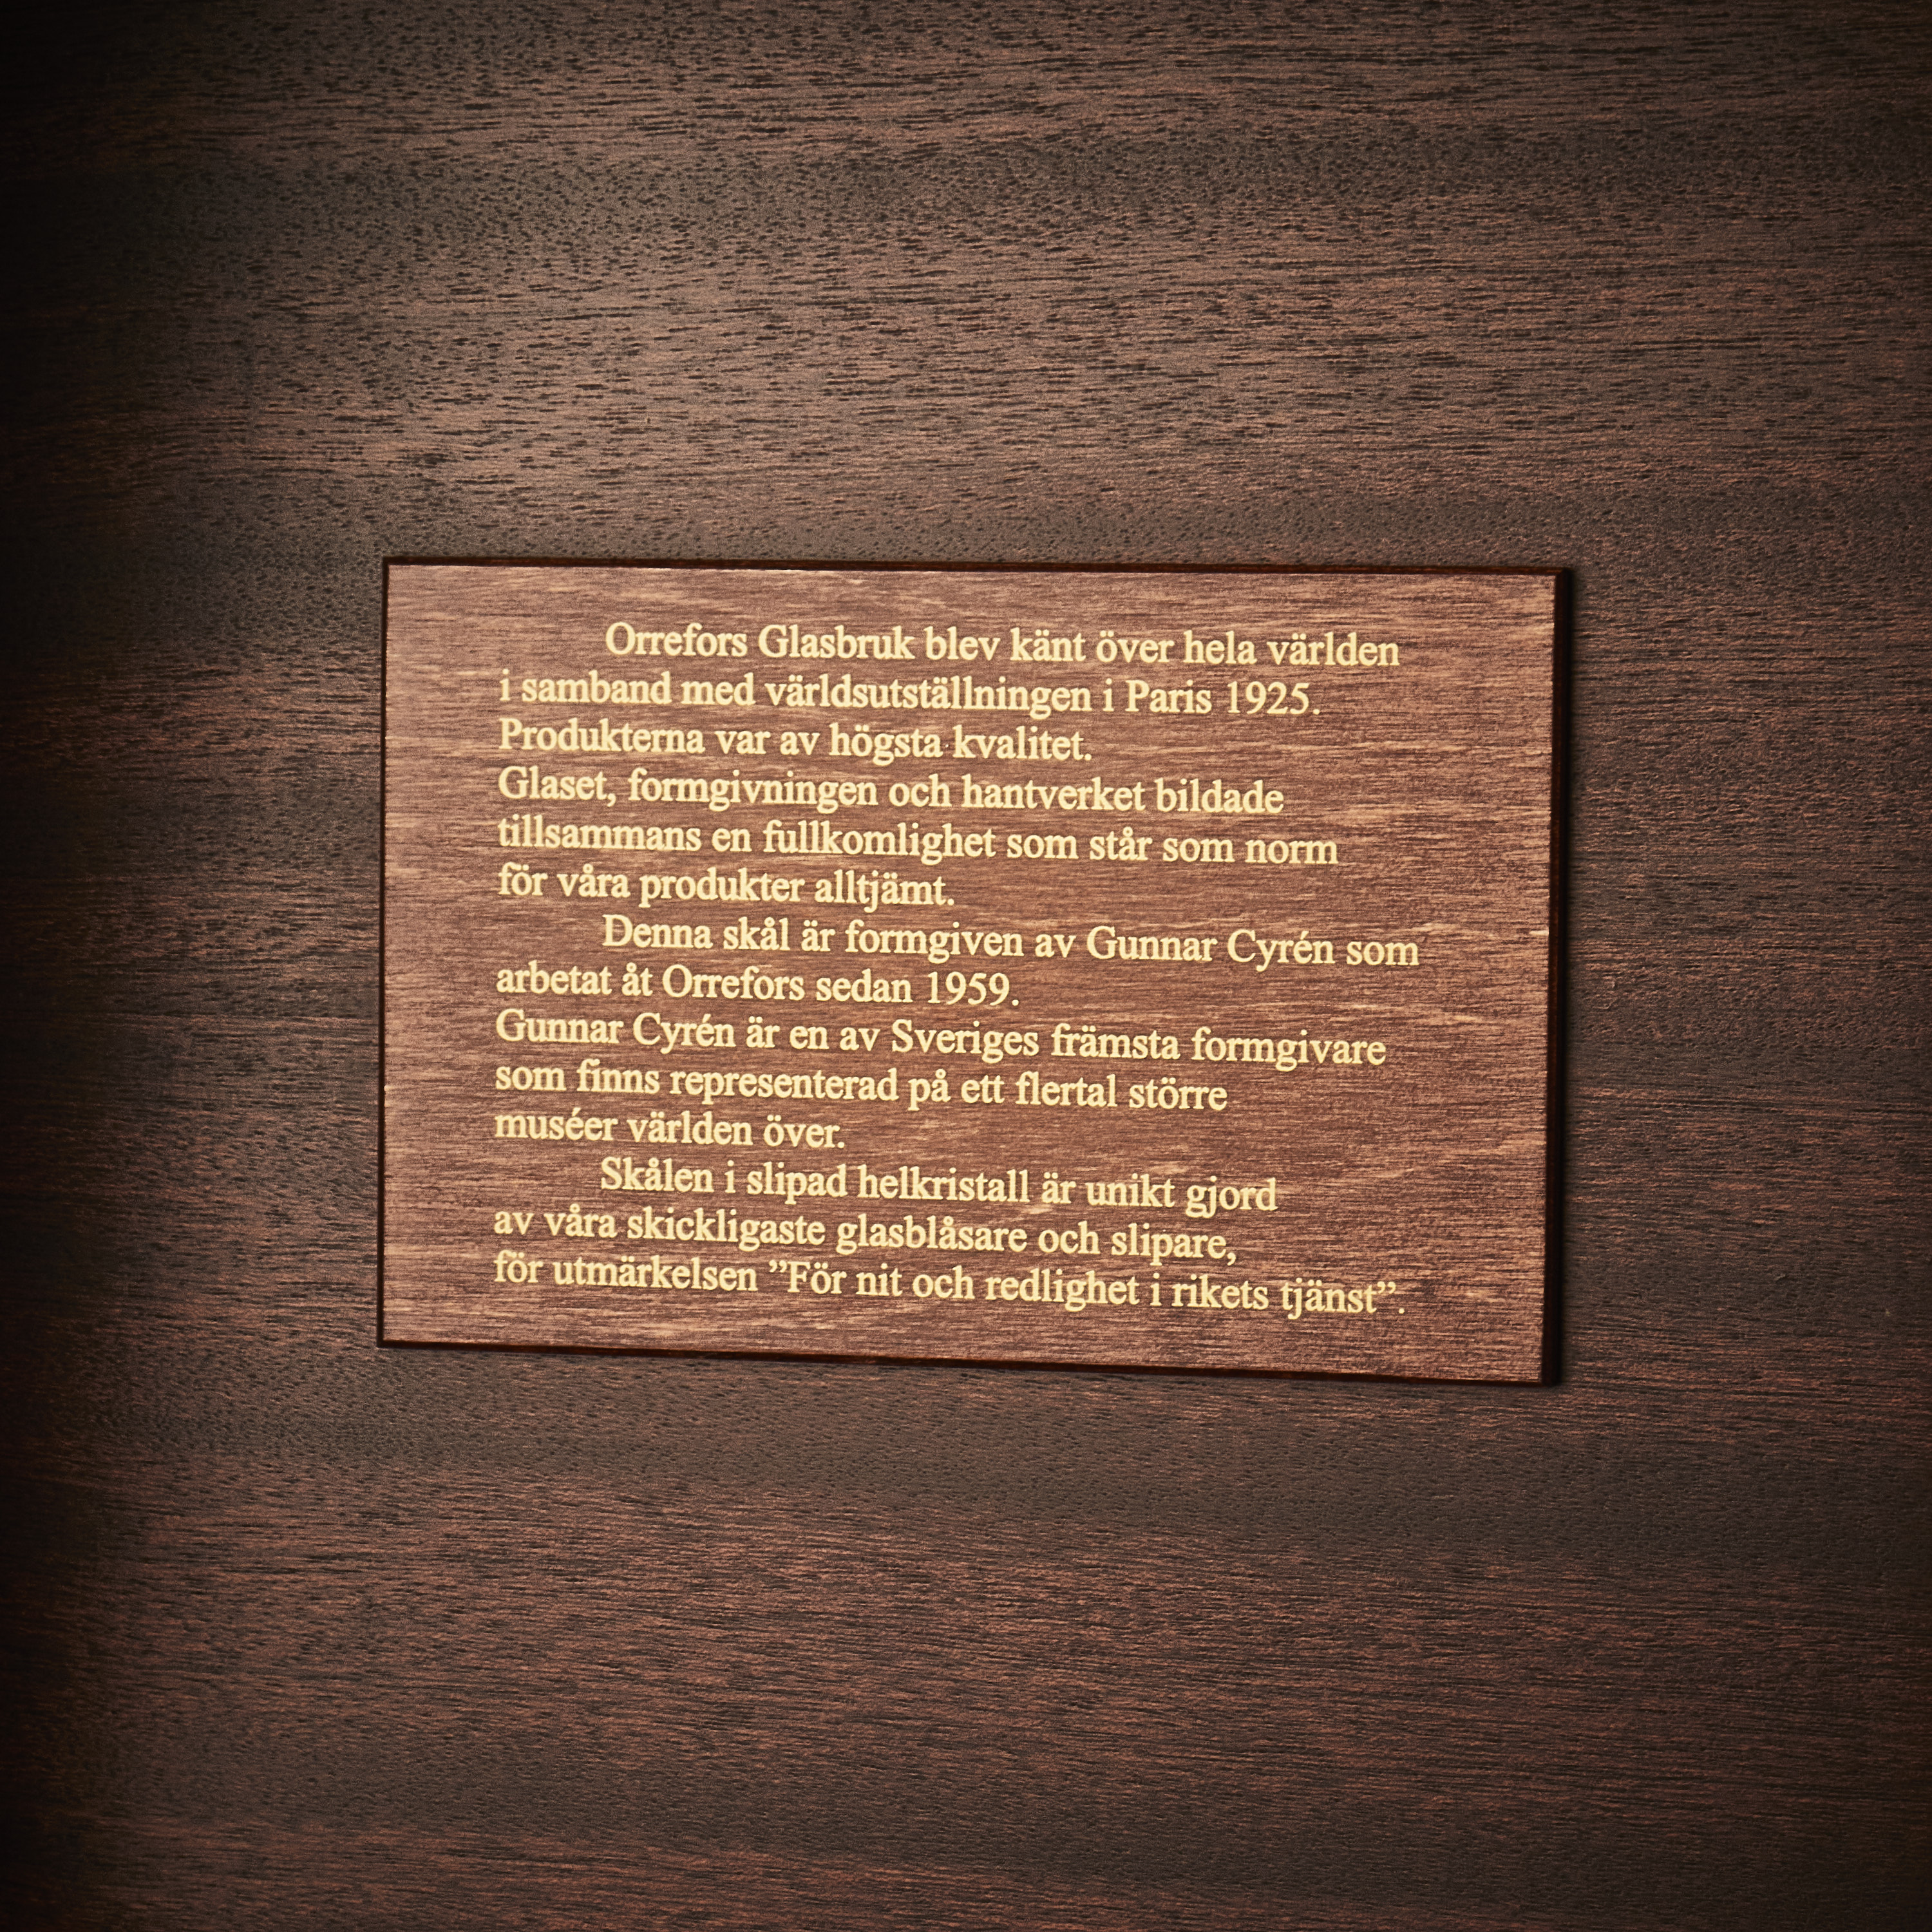 Orrefors Glasbruk blev känt över hela världen
i samband med världsutställningen i Paris 1925.
Produkterna var av högsta kvalitet.
Glaset, formgivningen och hantverket bildade
tillsammans en fullkomlighet som står som norm
för våra produkter alltjämt.
Denna skål är formgiven av Gunnar Cyrén som
arbetat åt Orrefors sedan 1959.
Gunnar Cyrén är en av Sveriges främsta formgivare
som finns representerad på ett flertal större
muséer världen över.
Skålen i slipad helkristall är unikt gjord
av våra skickligaste glasblåsare och slipare,
för utmärkelsen ”För nit och redlighet i rikets tjänst”.